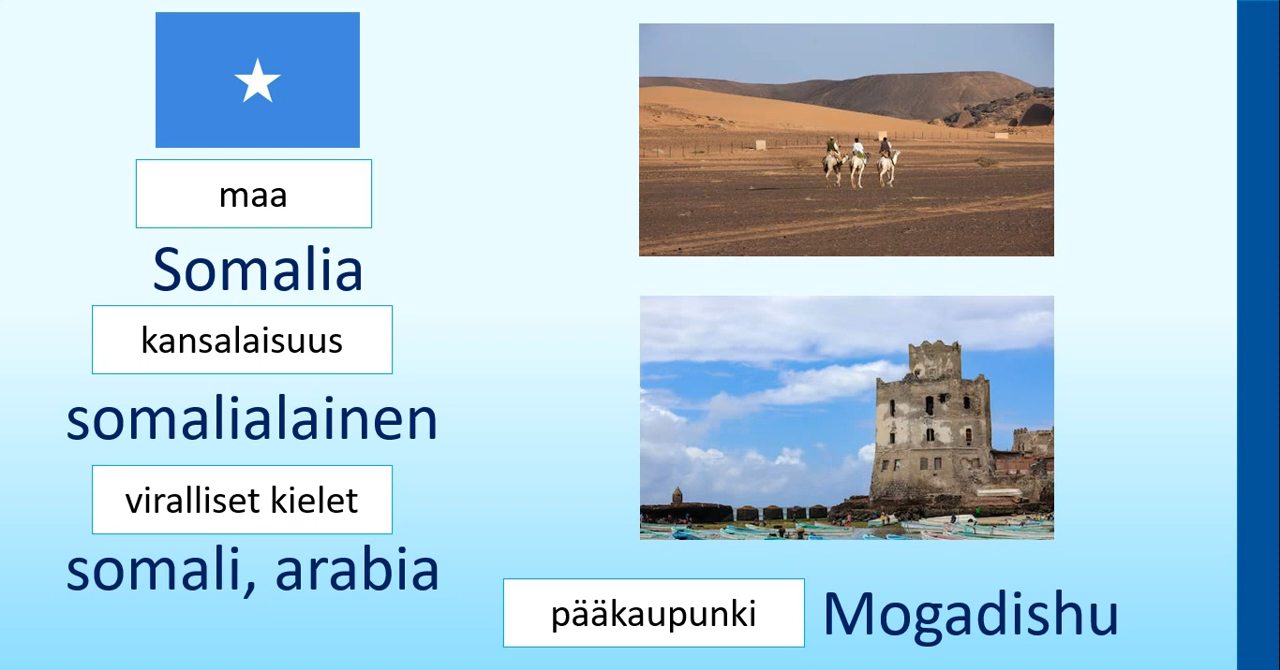 maa
Somalia
kansalaisuus
somalialainen
viralliset kielet
somali, arabia
pääkaupunki
Mogadishu